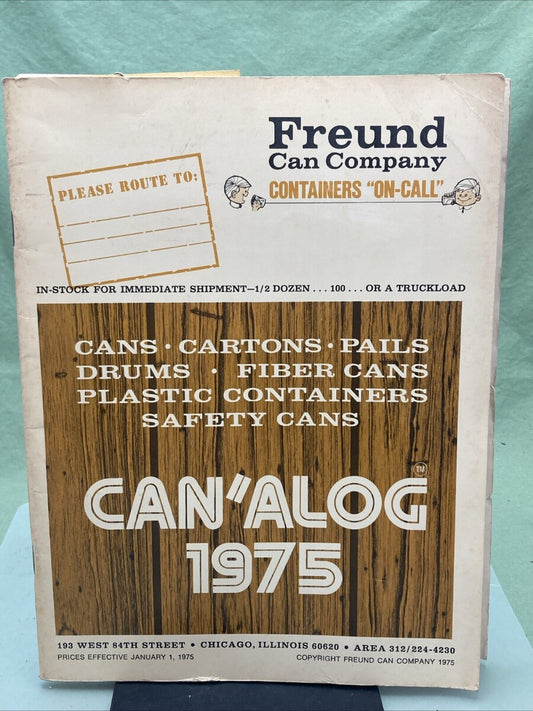 Freund
Can Company
CONTAINERS "ON-CALL"
PLEASE ROUTE TO:
IN-STOCK FOR IMMEDIATE SHIPMENT—1/2 DOZEN . . . 100 . . . OR A TRUCKLOAD
CANS • CARTONS • PAILS
DRUMS • FIBER CANS
PLASTIC CONTAINERS
SAFETY CANS
CAN'ALOG TM
1975
193 WEST 84TH STREET • CHICAGO, ILLINOIS 60620 • AREA 312/224-4230
PRICES EFFECTIVE JANUARY 1, 1975 COPYRIGHT FREUND CAN COMPANY 1975